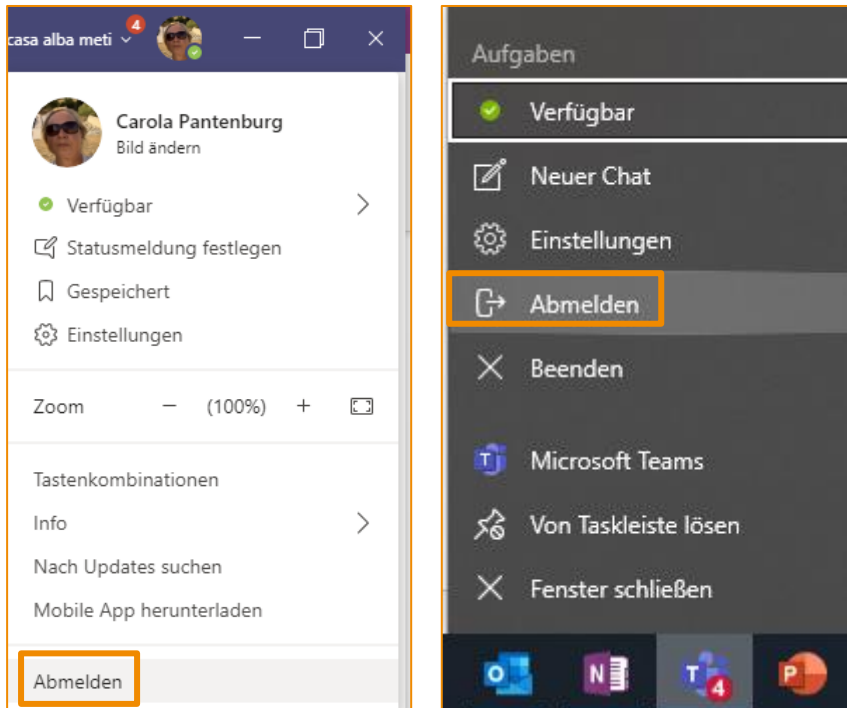 casa alba meti
4
Carola Pantenburg
Bild ändern
Verfügbar
Statusmeldung festlegen
Gespeichert
Einstellungen
Zoom − (100%) +
Tastenkombinationen
Info
Nach Updates suchen
Mobile App herunterladen
Abmelden
Aufgaben
Verfügbar
Neuer Chat
Einstellungen
Abmelden
Beenden
Microsoft Teams
Von Taskleiste lösen
Fenster schließen
4